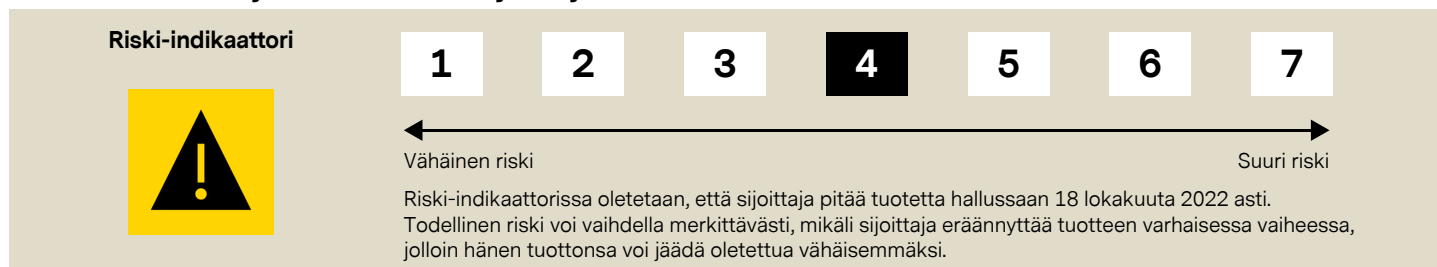 Riski-indikaattori
1 2 3 4 5 6 7
Vähäinen riski Suuri riski
Riski-indikaattorissa oletetaan, että sijoittaja pitää tuotetta hallussaan 18 lokakuuta 2022 asti.
Todellinen riski voi vaihdella merkittävästi, mikäli sijoittaja eräännyttää tuotteen varhaisessa vaiheessa,
jolloin hänen tuottonsa voi jäädä oletettua vähäisemmäksi.